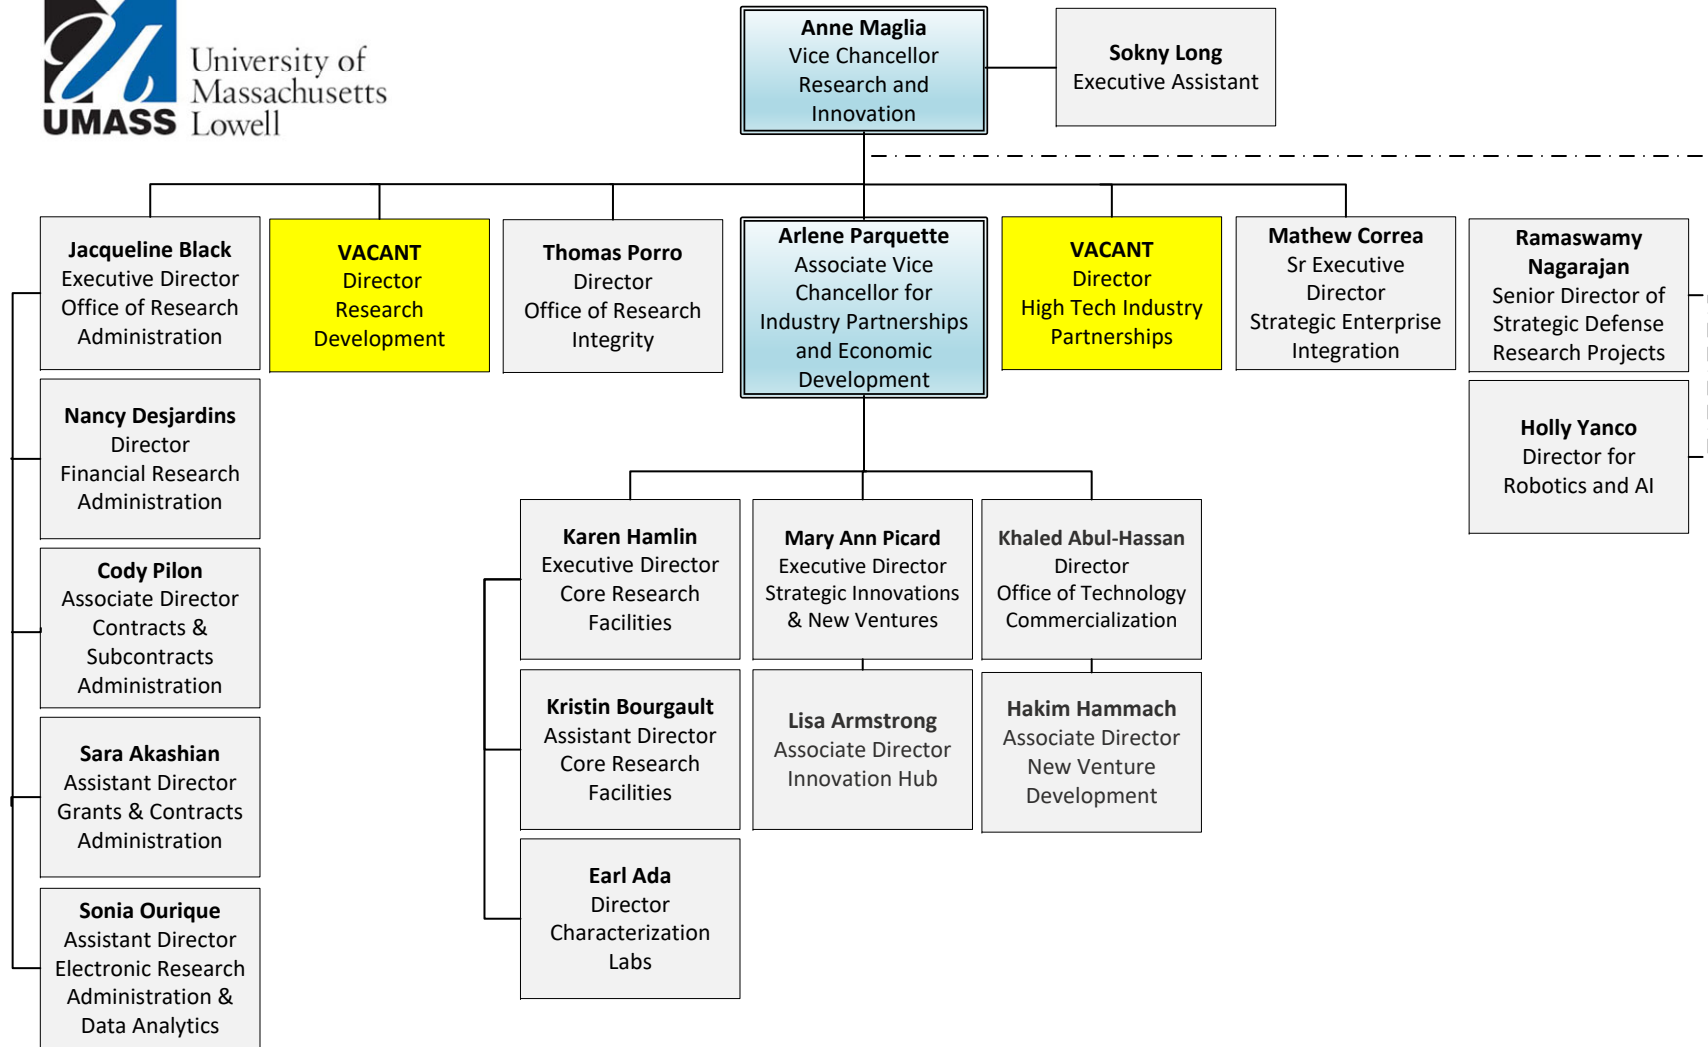 UMASS
University of
Massachusetts
Lowell
Anne Maglia
Vice Chancellor
Research and
Innovation
Sokny Long
Executive Assistant
Jacqueline Black
Executive Director
Office of Research
Administration
VACANT
Director
Research
Development
Thomas Porro
Director
Office of Research
Integrity
Arlene Parquette
Associate Vice
Chancellor for
Industry Partnerships
and Economic
Development
VACANT
Director
High Tech Industry
Partnerships
Mathew Correa
Sr Executive
Director
Strategic Enterprise
Integration
Ramaswamy
Nagarajan
Senior Director of
Strategic Defense
Research Projects
Nancy Desjardins
Director
Financial Research
Administration
Holly Yanco
Director for
Robotics and AI
Cody Pilon
Associate Director
Contracts &
Subcontracts
Administration
Karen Hamlin
Executive Director
Core Research
Facilities
Mary Ann Picard
Executive Director
Strategic Innovations
& New Ventures
Khaled Abul-Hassan
Director
Office of Technology
Commercialization
Sara Akashian
Assistant Director
Grants & Contracts
Administration
Kristin Bourgault
Assistant Director
Core Research
Facilities
Lisa Armstrong
Associate Director
Innovation Hub
Hakim Hammach
Associate Director
New Venture
Development
Sonia Ourique
Assistant Director
Electronic Research
Administration &
Data Analytics
Earl Ada
Director
Characterization
Labs